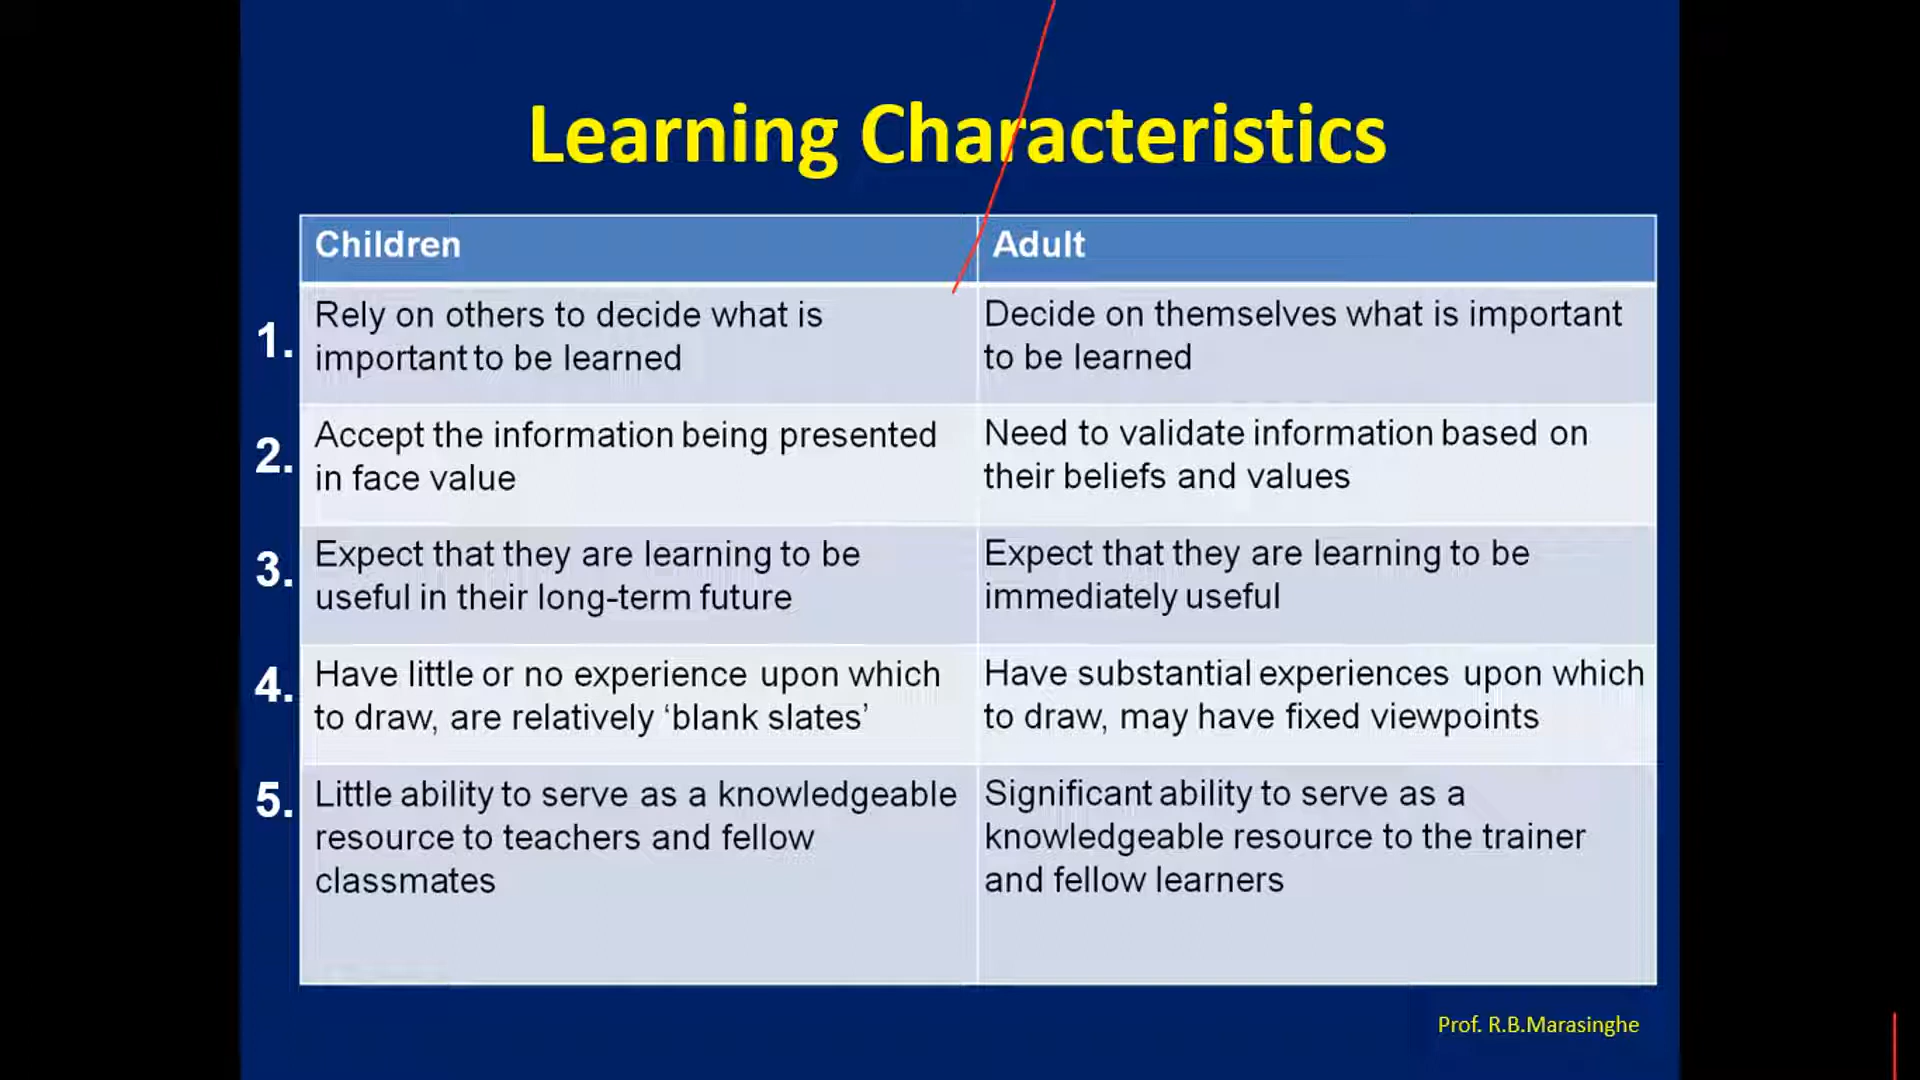 Learning Characteristics
Children
Adult
1.
Rely on others to decide what is
important to be learned
Decide on themselves what is important
to be learned
2.
Accept the information being presented
in face value
Need to validate information based on
their beliefs and values
3.
Expect that they are learning to be
useful in their long-term future
Expect that they are learning to be
immediately useful
4.
Have little or no experience upon which
to draw, are relatively ‘blank slates’
Have substantial experiences upon which
to draw, may have fixed viewpoints
5.
Little ability to serve as a knowledgeable
resource to teachers and fellow
classmates
Significant ability to serve as a
knowledgeable resource to the trainer
and fellow learners
Prof. R.B.Marasinghe